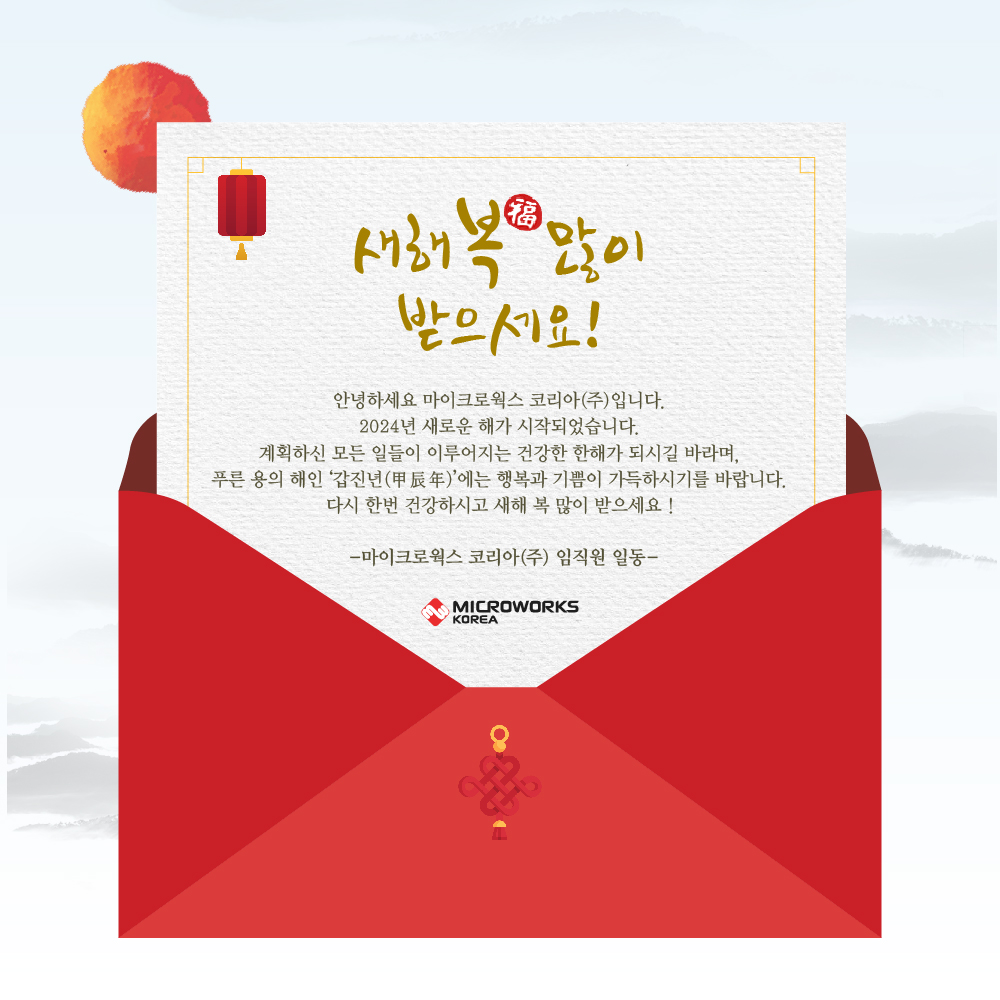 새해 복 福 많이
받으세요!
안녕하세요 마이크로웍스 코리아(주)입니다.
2024년 새로운 해가 시작되었습니다.
계획하신 모든 일들이 이루어지는 건강한 한해가 되시길 바라며,
푸른 용의 해인 ‘갑진년(甲辰年)’에는 행복과 기쁨이 가득하시기를 바랍니다.
다시 한번 건강하시고 새해 복 많이 받으세요 !
-마이크로웍스 코리아(주) 임직원 일동-
MICROWORKS
KOREA